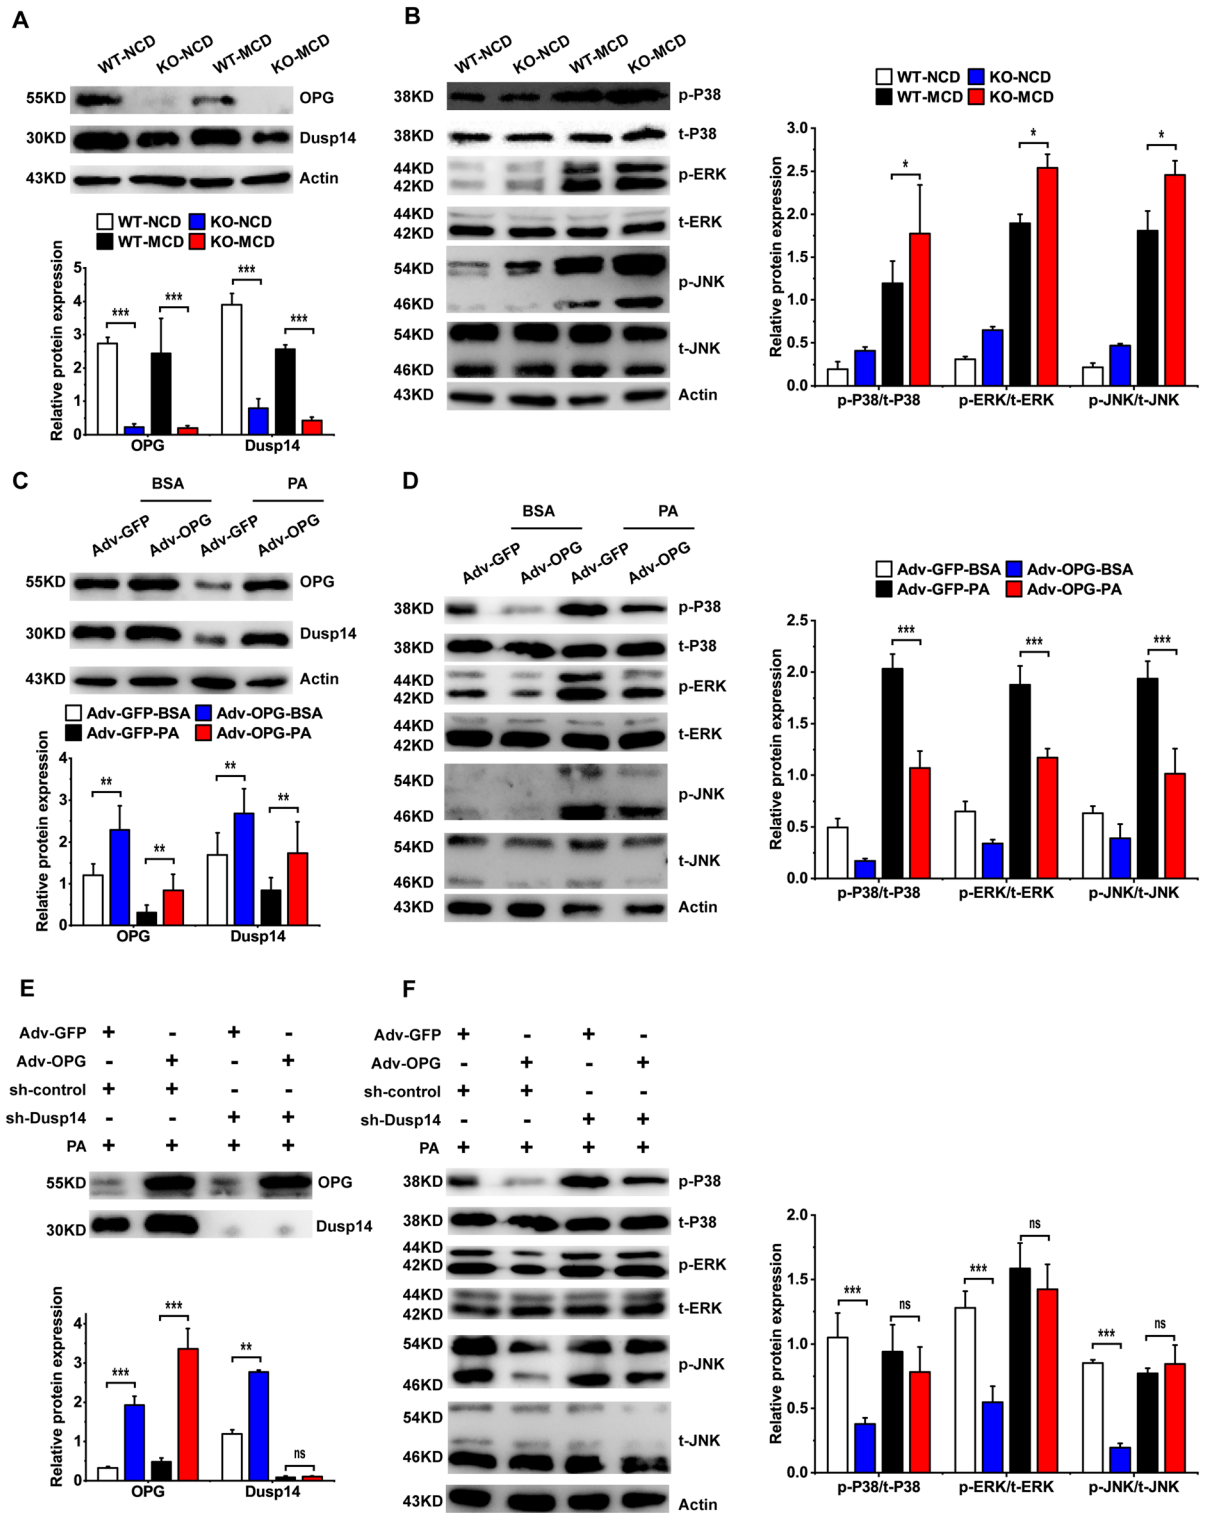 A
WT-NCD KO-NCD WT-MCD KO-MCD
55KD OPG
30KD Dusp14
43KD Actin
WT-NCD KO-NCD
WT-MCD KO-MCD
Relative protein expression
5
4
3
2
1
0
*** *** *** ***
OPG Dusp14
B
WT-NCD KO-NCD WT-MCD KO-MCD
38KD p-P38
38KD t-P38
44KD
42KD p-ERK
44KD
42KD t-ERK
54KD
46KD p-JNK
54KD
46KD t-JNK
43KD Actin
WT-NCD KO-NCD
WT-MCD KO-MCD
Relative protein expression
3.0
2.5
2.0
1.5
1.0
0.5
0.0
* * *
p-P38/t-P38 p-ERK/t-ERK p-JNK/t-JNK
C
BSA PA
Adv-GFP Adv-OPG Adv-GFP Adv-OPG
55KD OPG
30KD Dusp14
43KD Actin
Adv-GFP-BSA Adv-OPG-BSA
Adv-GFP-PA Adv-OPG-PA
Relative protein expression
4
3
2
1
0
** ** ** **
OPG Dusp14
D
BSA PA
Adv-GFP Adv-OPG Adv-GFP Adv-OPG
38KD p-P38
38KD t-P38
44KD
42KD p-ERK
44KD
42KD t-ERK
54KD
46KD p-JNK
54KD
46KD t-JNK
43KD Actin
Adv-GFP-BSA Adv-OPG-BSA
Adv-GFP-PA Adv-OPG-PA
Relative protein expression
2.5
2.0
1.5
1.0
0.5
0.0
*** *** ***
p-P38/t-P38 p-ERK/t-ERK p-JNK/t-JNK
E
Adv-GFP + - + -
Adv-OPG - + - +
sh-control + + - -
sh-Dusp14 - - + +
PA + + + +
55KD OPG
30KD Dusp14
Relative protein expression
4
3
2
1
0
*** *** ** ns
OPG Dusp14
F
Adv-GFP + - + -
Adv-OPG - + - +
sh-control + + - -
sh-Dusp14 - - + +
PA + + + +
38KD p-P38
38KD t-P38
44KD
42KD p-ERK
44KD
42KD t-ERK
54KD
46KD p-JNK
54KD
46KD t-JNK
43KD Actin
Relative protein expression
2.0
1.5
1.0
0.5
0.0
*** ns *** ns *** ns
p-P38/t-P38 p-ERK/t-ERK p-JNK/t-JNK